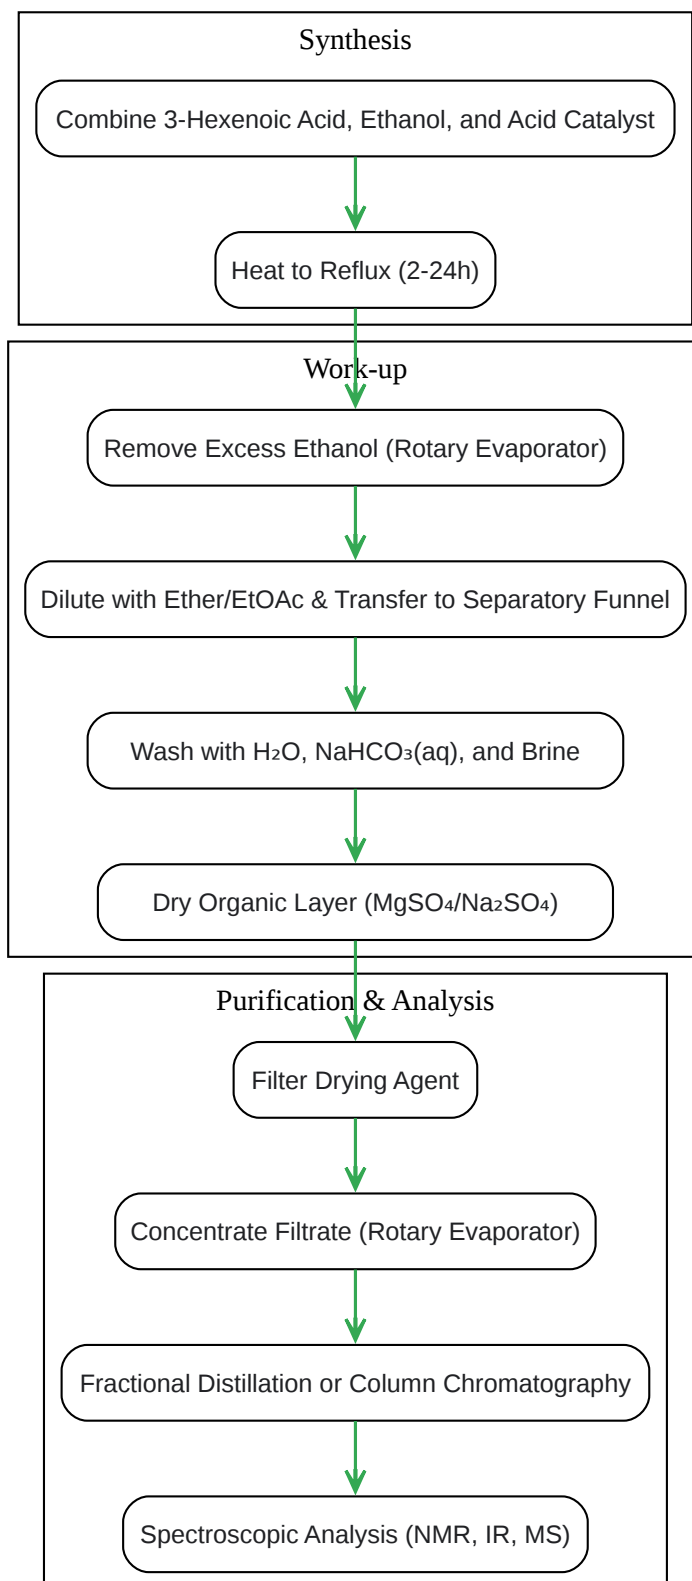 Synthesis
Combine 3-Hexenoic Acid, Ethanol, and Acid Catalyst
Heat to Reflux (2-24h)
Work-up
Remove Excess Ethanol (Rotary Evaporator)
Dilute with Ether/EtOAc & Transfer to Separatory Funnel
Wash with H₂O, NaHCO₃(aq), and Brine
Dry Organic Layer (MgSO₄/Na₂SO₄)
Purification & Analysis
Filter Drying Agent
Concentrate Filtrate (Rotary Evaporator)
Fractional Distillation or Column Chromatography
Spectroscopic Analysis (NMR, IR, MS)